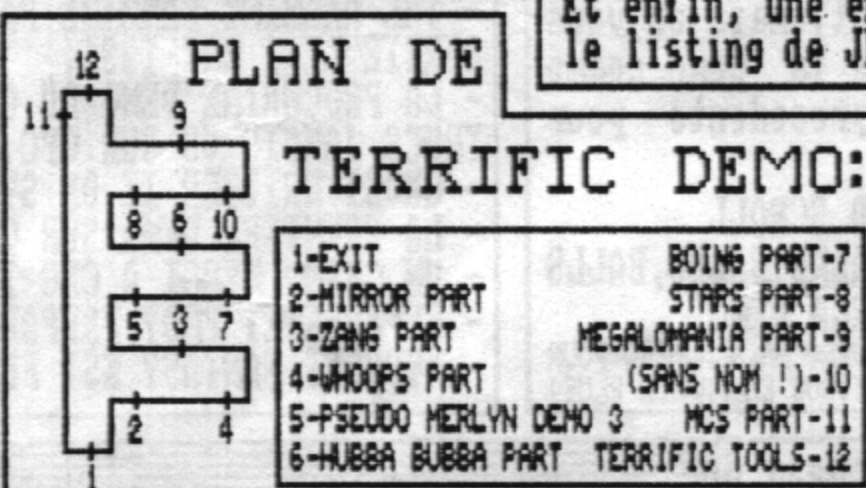 Et enfin, une
le listing de
PLAN DE
TERRIFIC DEMO:
12
11
9
8 6 10
5 3 7
2 4
1
1-EXIT BOING PART-7
2-MIRROR PART STARS PART-8
3-ZANG PART MEGALOMANIA PART-9
4-WHOOPS PART (SANS NOM !)-10
5-PSEUDO MERLYN DEMO 3 MCS PART-11
6-HUBBA BUBBA PART TERRIFIC TOOLS-12